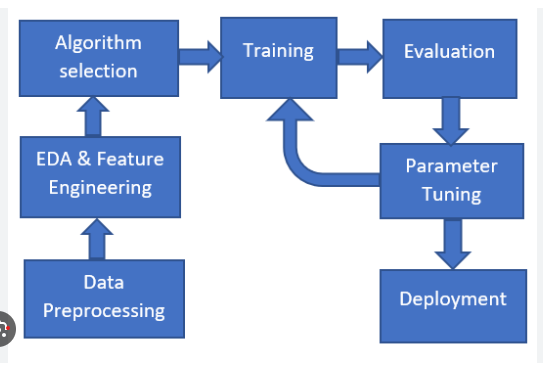 Algorithm
selection
Training
Evaluation
EDA & Feature
Engineering
Parameter
Tuning
Data
Preprocessing
Deployment